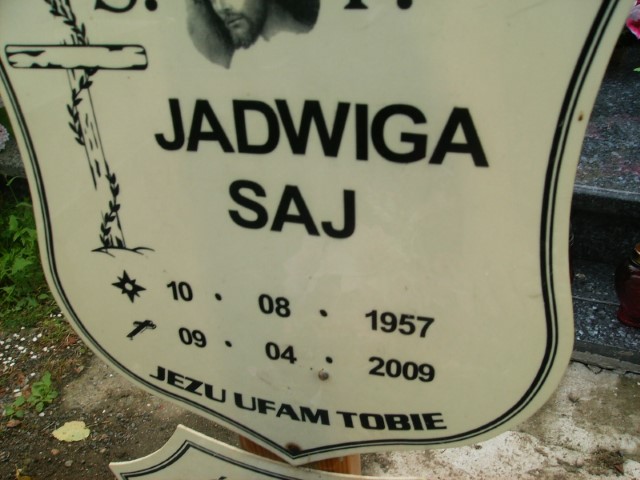 Ś. P.
JADWIGA
SAJ
10 · 08 · 1957
09 · 04 · 2009
JEZU UFAM TOBIE